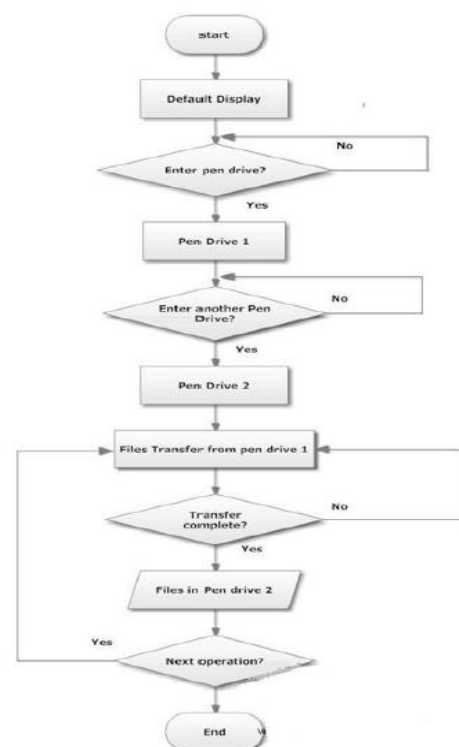 start
Default Display
No
Enter pen drive?
Yes
Pen Drive 1
Enter another Pen
Drive?
No
Yes
Pen Drive 2
Files Transfer from pen drive 1
Transfer
complete?
No
Yes
Files in Pen drive 2
Yes
Next operation?
End